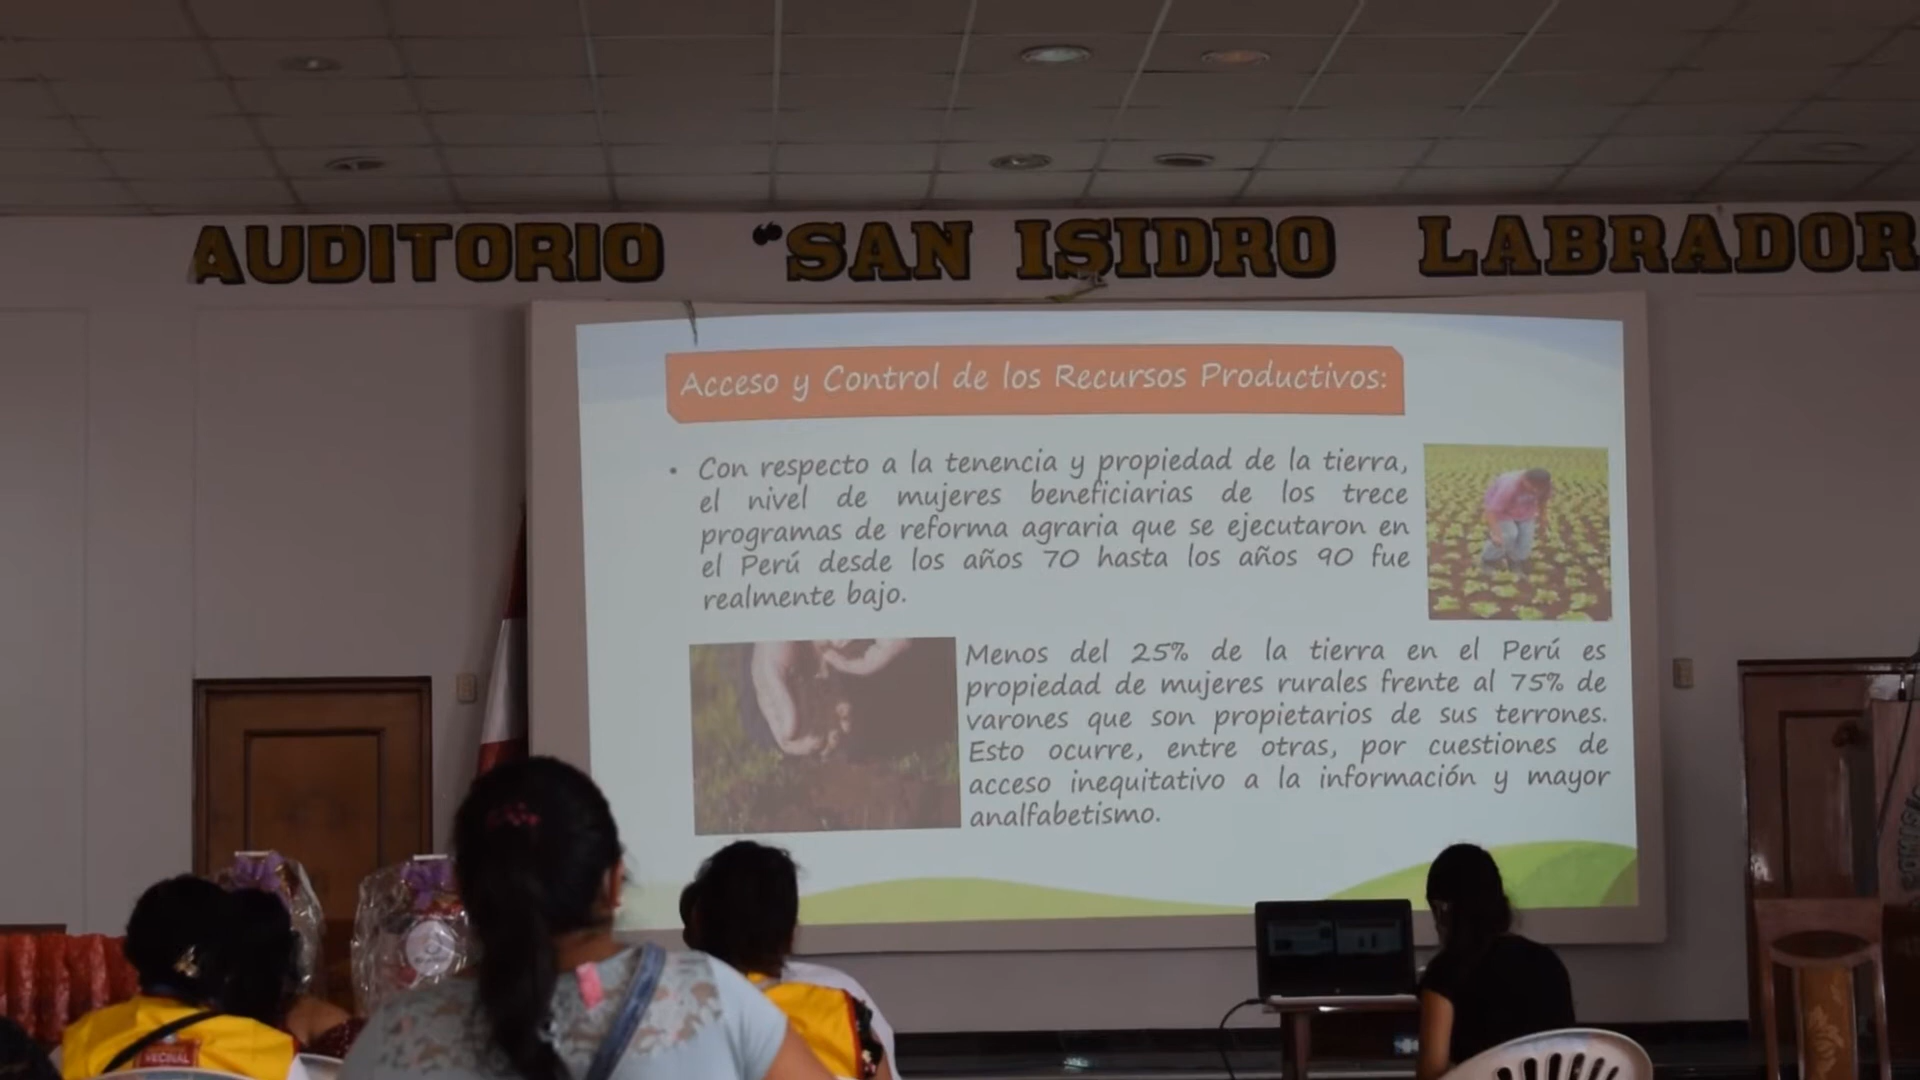 AUDITORIO “SAN ISIDRO LABRADOR
Acceso y Control de los Recursos Productivos:
• Con respecto a la tenencia y propiedad de la tierra,
el nivel de mujeres beneficiarias de los trece
programas de reforma agraria que se ejecutaron en
el Perú desde los años 70 hasta los años 90 fue
realmente bajo.
Menos del 25% de la tierra en el Perú es
propiedad de mujeres rurales frente al 75% de
varones que son propietarios de sus terrones.
Esto ocurre, entre otras, por cuestiones de
acceso inequitativo a la información y mayor
analfabetismo.
VECINAL